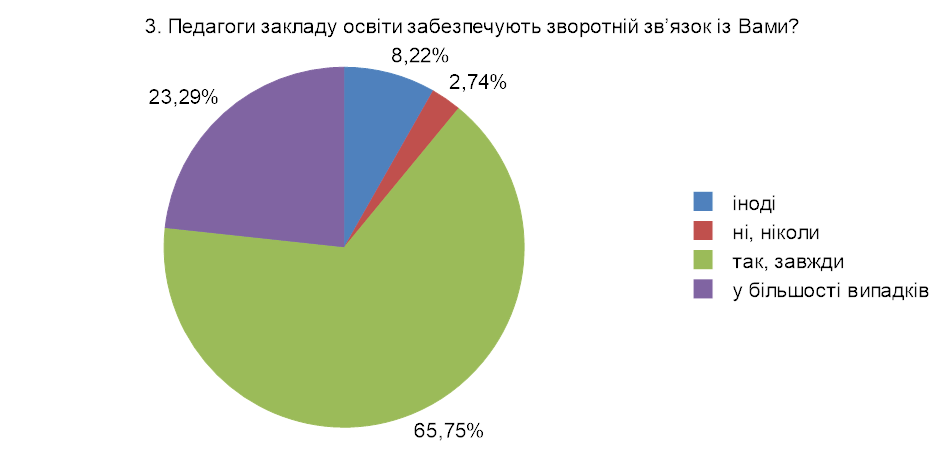 3. Педагоги закладу освіти забезпечують зворотній зв’язок із Вами?
8,22%
2,74%
23,29%
65,75%
іноді
ні, ніколи
так, завжди
у більшості випадків